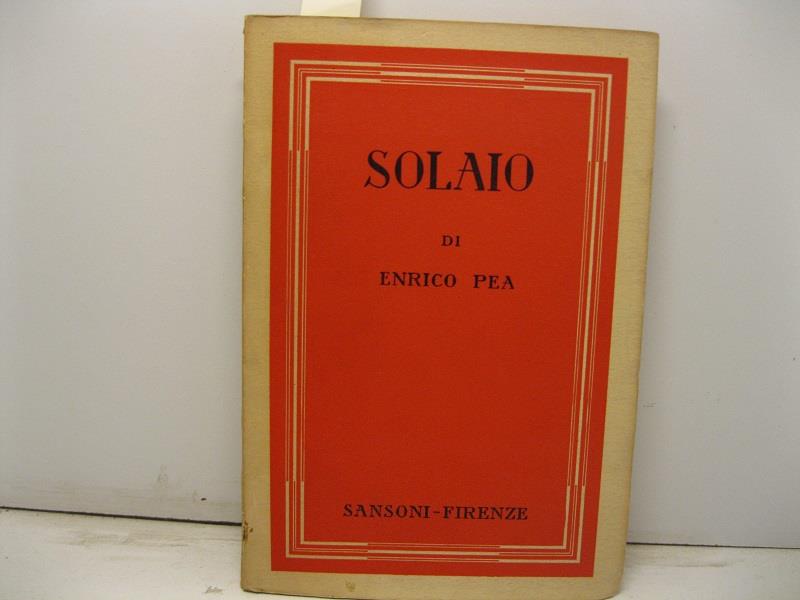 SOLAIO
DI
ENRICO PEA
SANSONI-FIRENZE